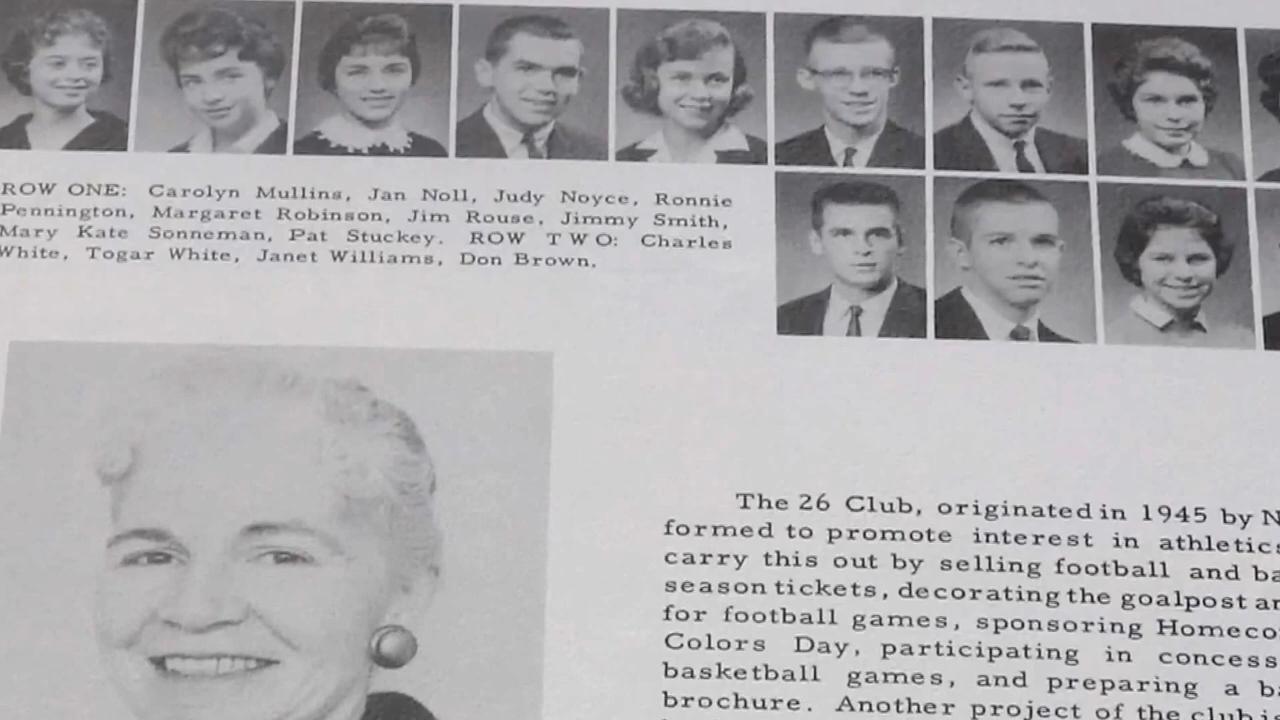 ROW ONE: Carolyn Mullins, Jan Noll, Judy Noyce, Ronnie
Pennington, Margaret Robinson, Jim Rouse, Jimmy Smith,
Mary Kate Sonneman, Pat Stuckey. ROW TWO: Charles
White, Togar White, Janet Williams, Don Brown.
The 26 Club, originated in 1945 by
formed to promote interest in athletics
carry this out by selling football and
season tickets, decorating the goalpost
for football games, sponsoring
Colors Day, participating in
basketball games, and preparing a
brochure. Another project of the club